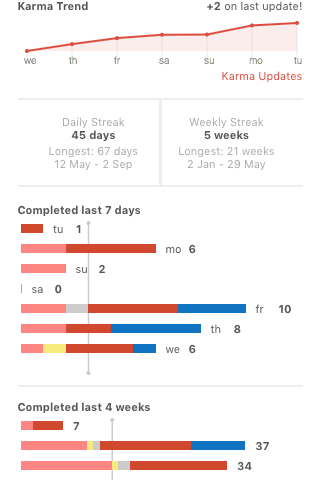 Karma Trend +2 on last update!
we th fr sa su mo tu
Karma Updates
Daily Streak
45 days
Longest: 67 days
12 May - 2 Sep
Weekly Streak
5 weeks
Longest: 21 weeks
2 Jan - 29 May
Completed last 7 days
tu 1
mo 6
su 2
sa 0
fr 10
th 8
we 6
Completed last 4 weeks
7
37
34